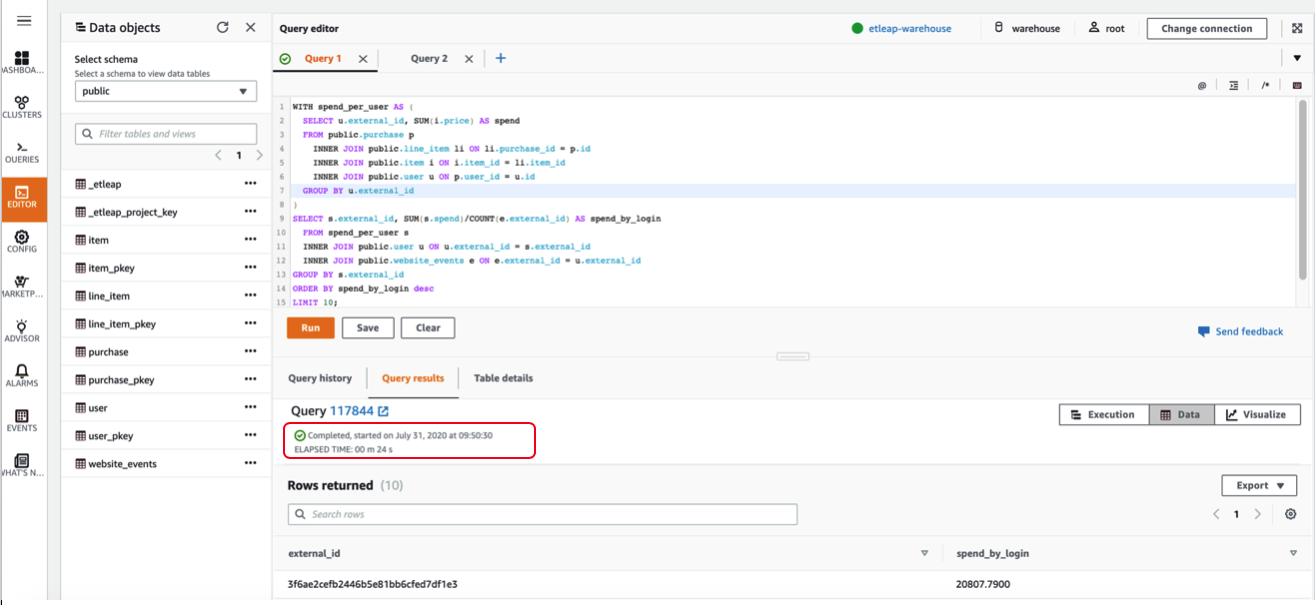 Data objects
Select schema
Select a schema to view data tables
public
Filter tables and views
1
_etleap
_etleap_project_key
item
item_pkey
line_item
line_item_pkey
purchase
purchase_pkey
user
user_pkey
website_events
CLUSTERS
EDITOR
CONFIG
ADVISOR
ALARMS
EVENTS
Query editor
etleap-warehouse
warehouse
root
Change connection
Query 1
Query 2
@
/*
1 WITH spend_per_user AS (
2 SELECT u.external_id, SUM(i.price) AS spend
3 FROM public.purchase p
4 INNER JOIN public.line_item li ON li.purchase_id = p.id
5 INNER JOIN public.item i ON i.item_id = li.item_id
6 INNER JOIN public.user u ON p.user_id = u.id
7 GROUP BY u.external_id
8 )
9 SELECT s.external_id, SUM(s.spend)/COUNT(e.external_id) AS spend_by_login
10 FROM spend_per_user s
11 INNER JOIN public.user u ON u.external_id = s.external_id
12 INNER JOIN public.website_events e ON e.external_id = u.external_id
13 GROUP BY s.external_id
14 ORDER BY spend_by_login desc
15 LIMIT 10;
Run
Save
Clear
Send feedback
Query history
Query results
Table details
Query 117844
Execution
Data
Visualize
Completed, started on July 31, 2020 at 09:50:30
ELAPSED TIME: 00 m 24 s
Rows returned (10)
Export
Search rows
1
external_id
spend_by_login
3f6ae2cefb2446b5e81bb6cfed7df1e3
20807.7900